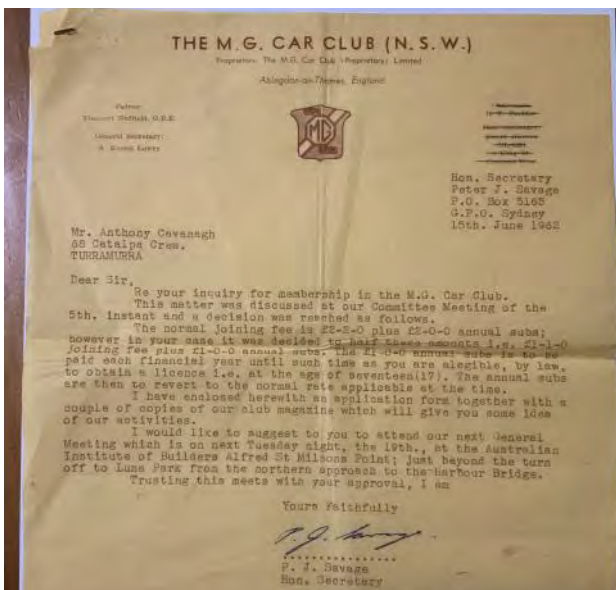 THE M.G. CAR CLUB (N.S.W.)
Proprietors: The M.G. Car Club (Proprietary) Limited
Abingdon-on-Thames, England
Patron:
Viscount Nuffield, G.B.E.
General Secretary:
MG
Hon. Secretary
Peter J. Savage
P.O. Box 5165
G.P.O. Sydney
15th. June 1962
Mr. Anthony Cavanagh
68 Catalpa Cres.
TURRAMURRA
Dear Sir,
Re your inquiry for membership in the M.G. Car Club.
This matter was discussed at our Committee Meeting of the
5th. instant and a decision was reached as follows.
The normal joining fee is £2-2-0 plus £2-0-0 annual subs;
however in your case it was decided to half these amounts i.e. £1-1-0
joining fee plus £1-0-0 annual subs. The £1-0-0 annual subs is to be
paid each financial year until such time as you are elegible, by law,
to obtain a licence i.e. at the age of seventeen(17). The annual subs
are then to revert to the normal rate applicable at the time.
I have enclosed herewith an application form together with a
couple of copies of our club magazine which will give you some idea
of our activities.
I would like to suggest to you to attend our next General
Meeting which is on next Tuesday night, the 19th., at the Australian
Institute of Builders Alfred St Milsons Point; just beyond the turn
off to Luna Park from the northern approach to the Harbour Bridge.
Trusting this meets with your approval, I am
Yours Faithfully
P. J. Savage
P. J. Savage
Hon. Secretary